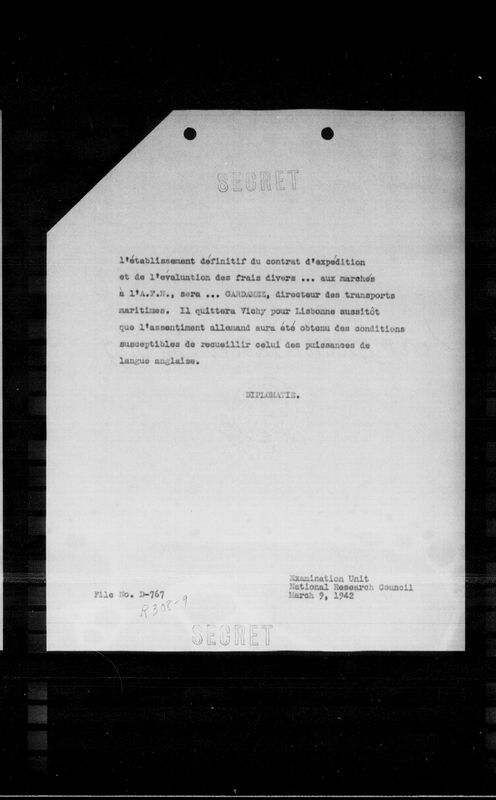 SECRET
l'établissement définitif du contrat d'expédition
et de l'évaluation des frais divers ... aux marchés
à l'A.F.N., sera ... directeur des transports
maritimes. Il quittera Vichy pour Lisbonne aussitôt
que l'assentiment allemand aura été obtenu des conditions
susceptibles de recueillir celui des puissances de
langue anglaise.
DIPLOMATIE.
Examination Unit
National Research Council
File No. D-767 March 9, 1942
R308-9
SECRET